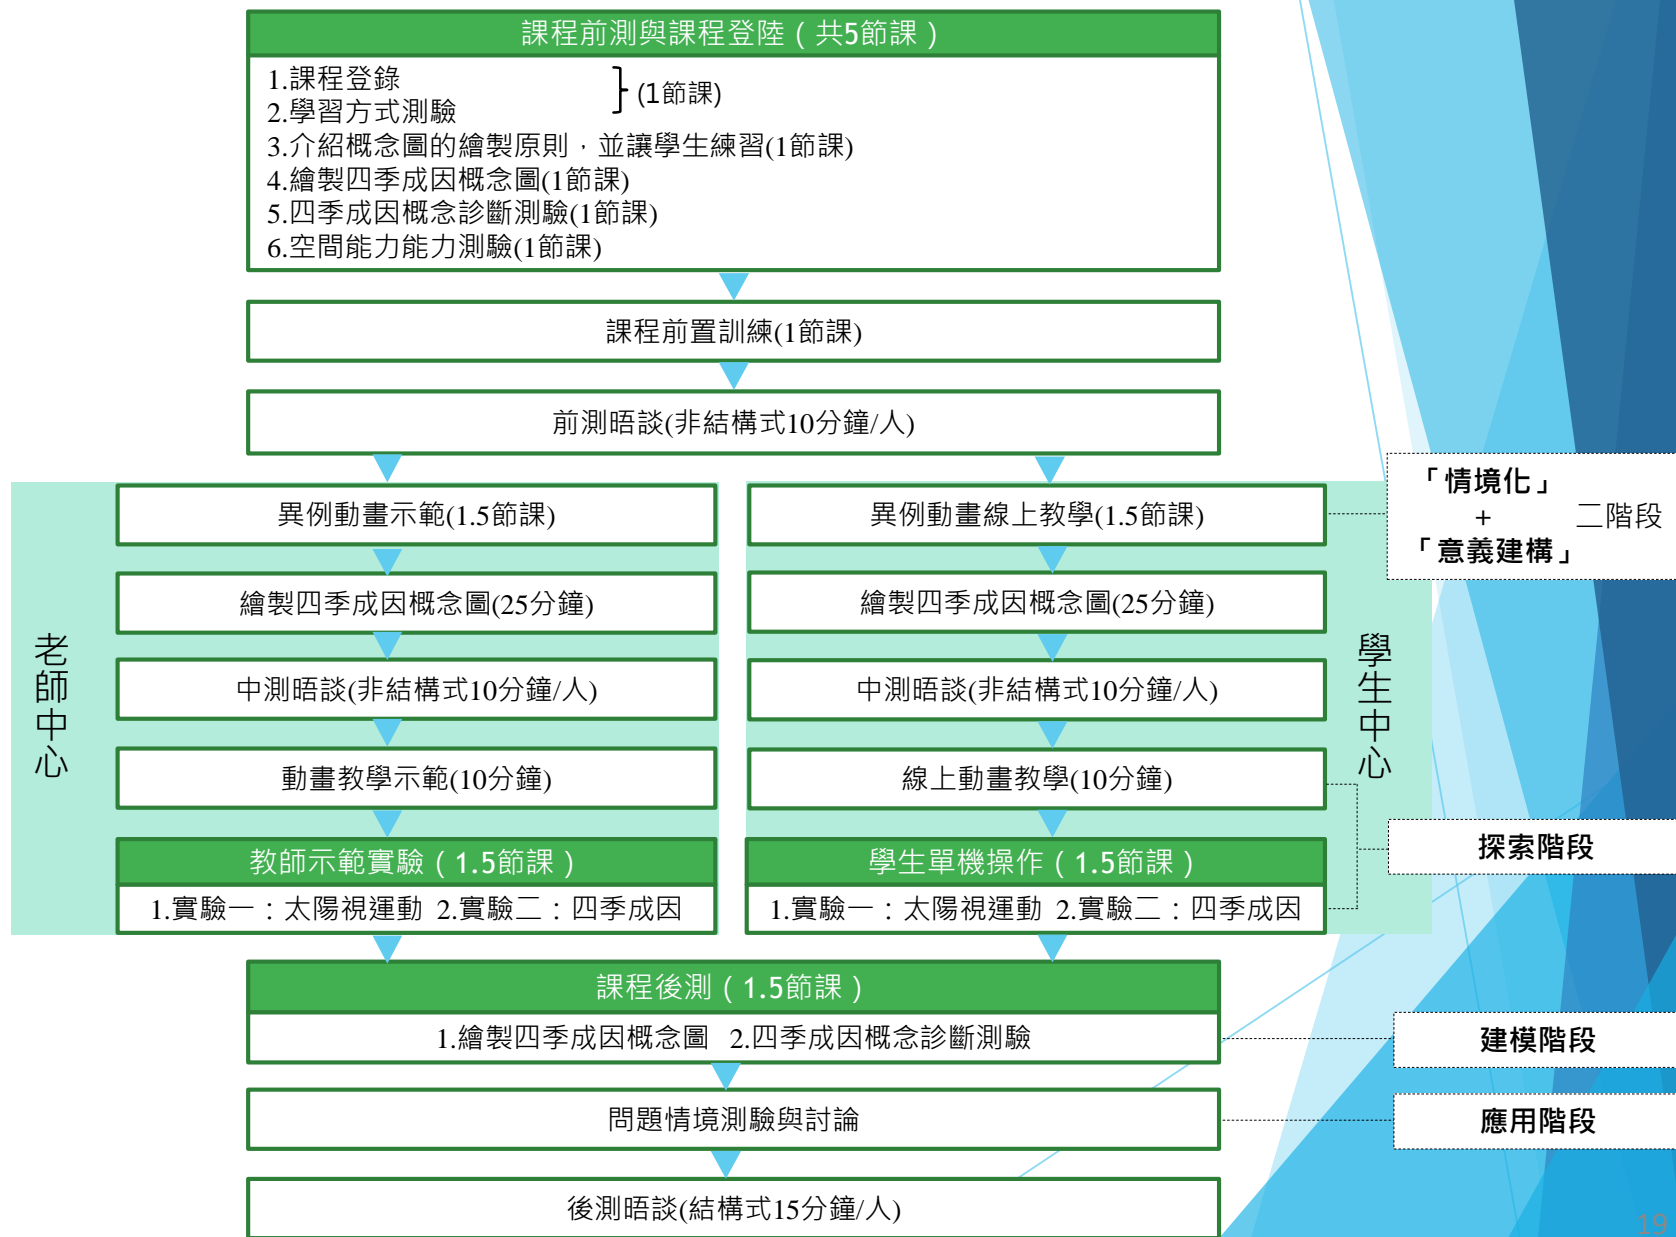 課程前測與課程登陸（共5節課）
1.課程登錄
2.學習方式測驗
(1節課)
3.介紹概念圖的繪製原則，並讓學生練習(1節課)
4.繪製四季成因概念圖(1節課)
5.四季成因概念診斷測驗(1節課)
6.空間能力能力測驗(1節課)
課程前置訓練(1節課)
前測晤談(非結構式10分鐘/人)
老師中心
異例動畫示範(1.5節課)
繪製四季成因概念圖(25分鐘)
中測晤談(非結構式10分鐘/人)
動畫教學示範(10分鐘)
教師示範實驗（1.5節課）
1.實驗一：太陽視運動 2.實驗二：四季成因
異例動畫線上教學(1.5節課)
繪製四季成因概念圖(25分鐘)
中測晤談(非結構式10分鐘/人)
線上動畫教學(10分鐘)
學生單機操作（1.5節課）
1.實驗一：太陽視運動 2.實驗二：四季成因
學生中心
「情境化」
+ 二階段
「意義建構」
探索階段
課程後測（1.5節課）
1.繪製四季成因概念圖 2.四季成因概念診斷測驗
建模階段
問題情境測驗與討論
應用階段
後測晤談(結構式15分鐘/人)
19